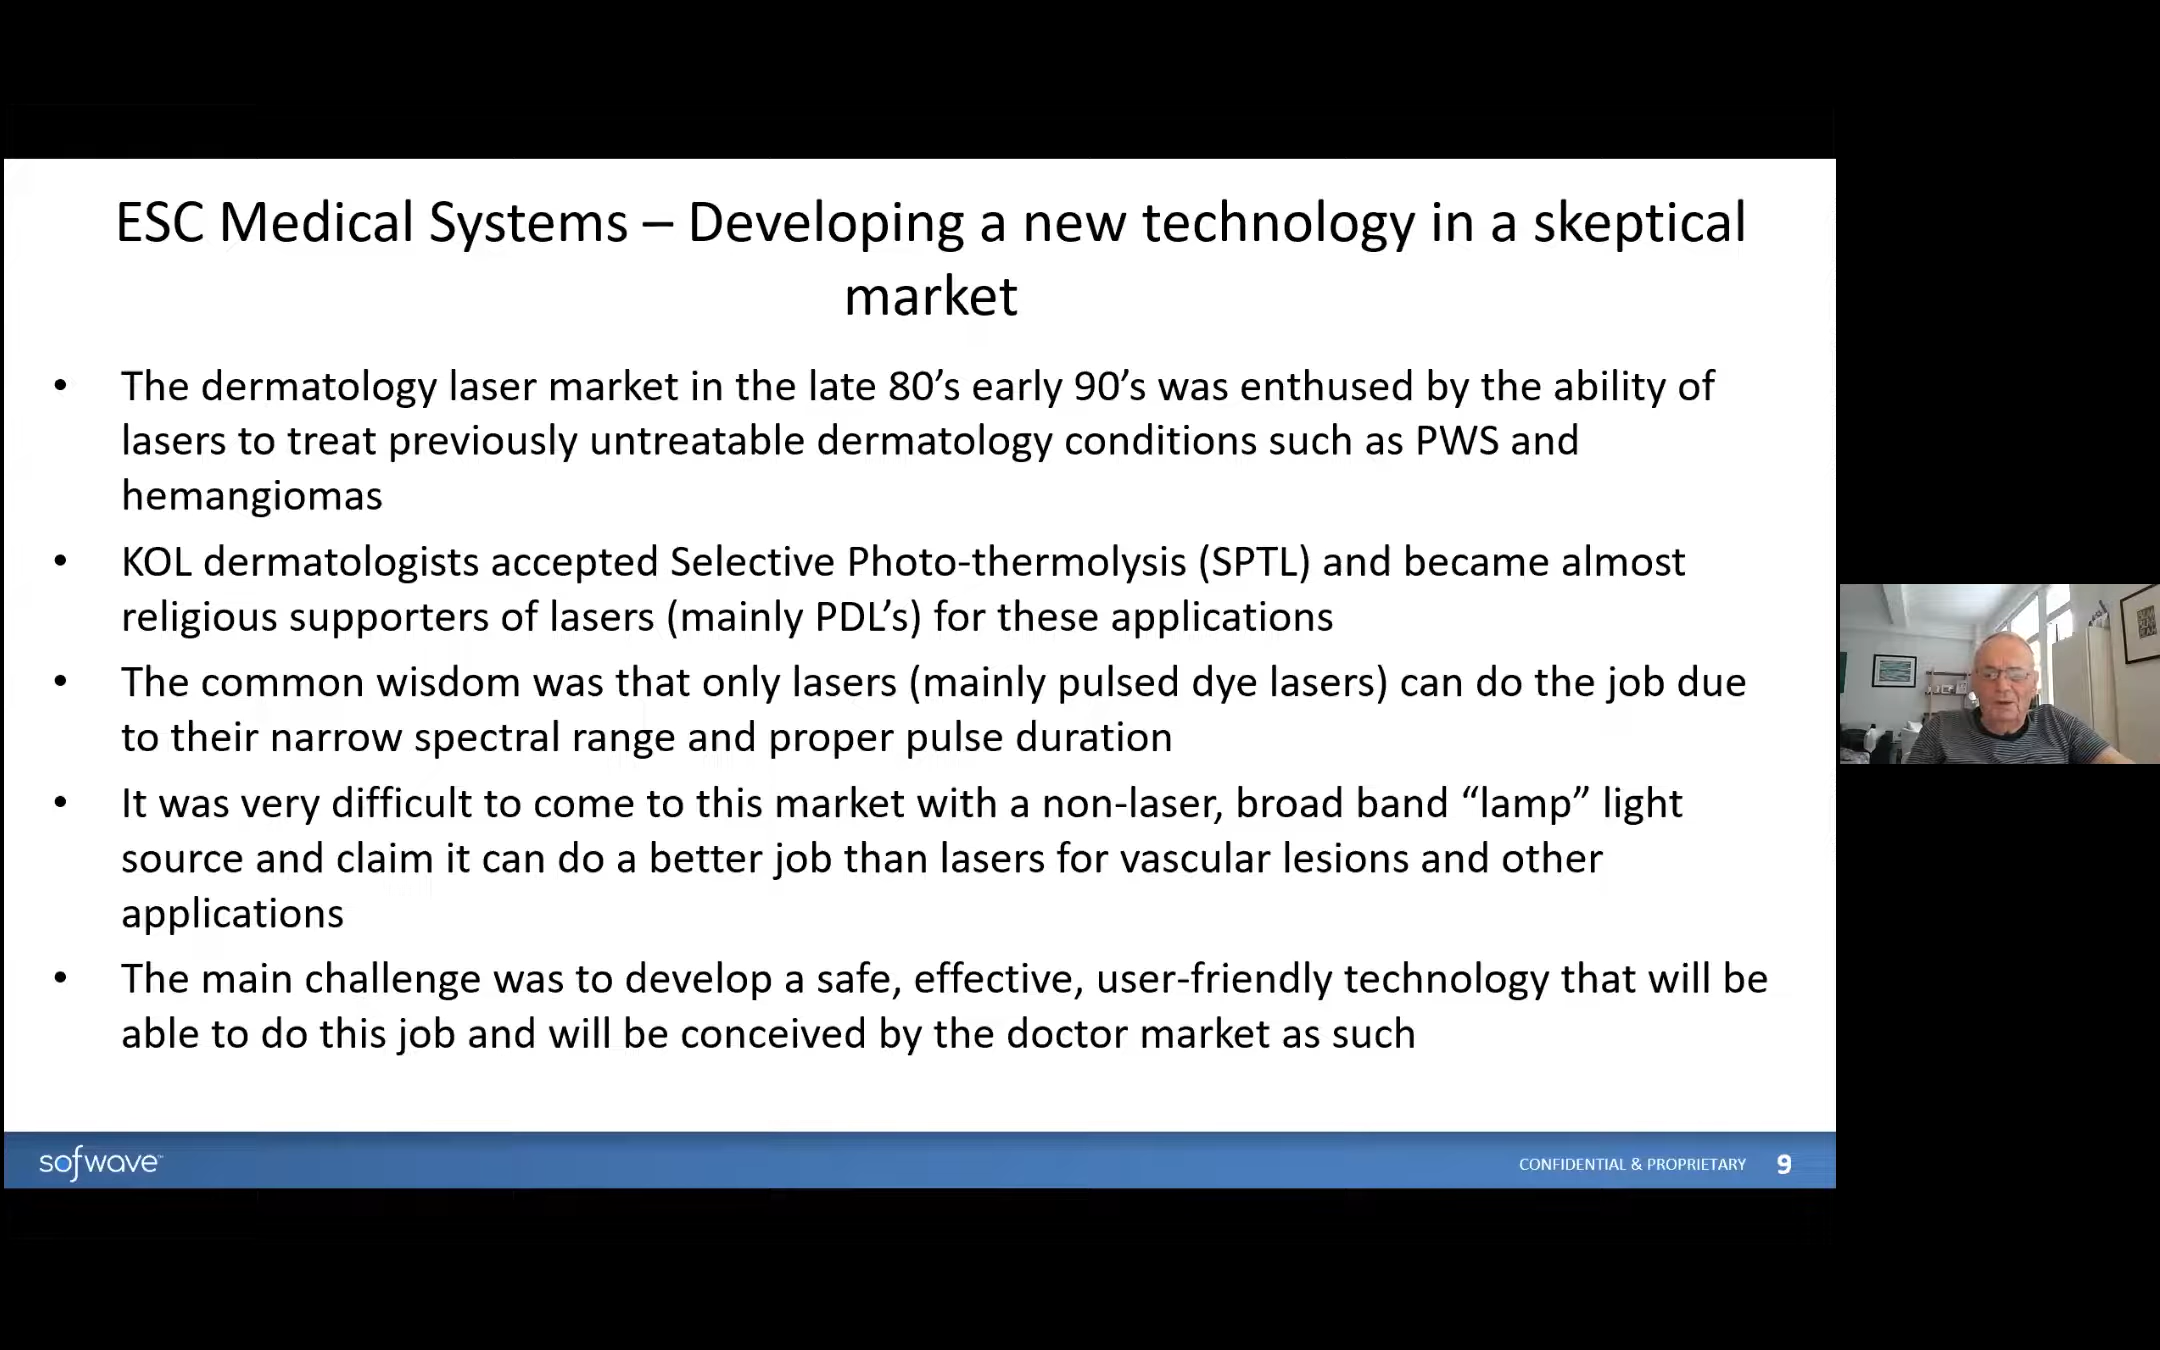 ESC Medical Systems – Developing a new technology in a skeptical
market
• The dermatology laser market in the late 80’s early 90’s was enthused by the ability of
lasers to treat previously untreatable dermatology conditions such as PWS and
hemangiomas
• KOL dermatologists accepted Selective Photo-thermolysis (SPTL) and became almost
religious supporters of lasers (mainly PDL’s) for these applications
• The common wisdom was that only lasers (mainly pulsed dye lasers) can do the job due
to their narrow spectral range and proper pulse duration
• It was very difficult to come to this market with a non-laser, broad band “lamp” light
source and claim it can do a better job than lasers for vascular lesions and other
applications
• The main challenge was to develop a safe, effective, user-friendly technology that will be
able to do this job and will be conceived by the doctor market as such
sofwave™
CONFIDENTIAL & PROPRIETARY 9